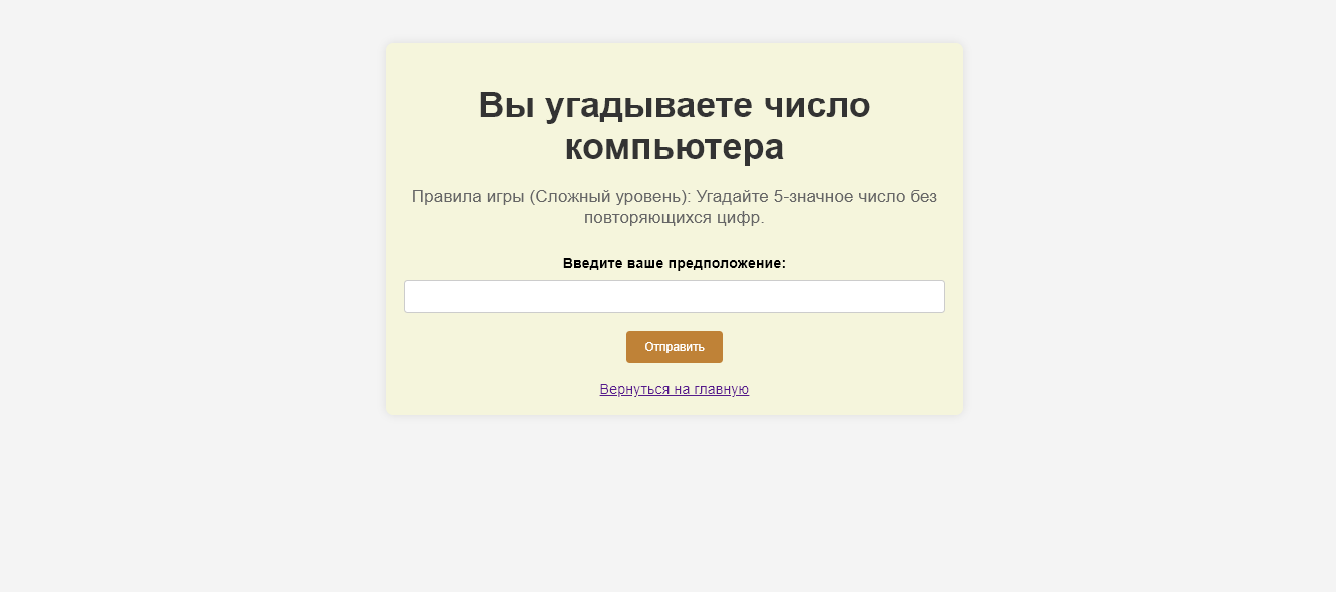 Вы угадываете число
компьютера
Правила игры (Сложный уровень): Угадайте 5-значное число без
повторяющихся цифр.
Введите ваше предположение:
Отправить
Вернуться на главную